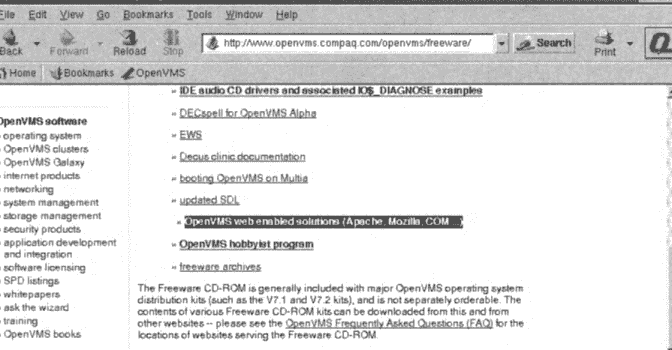 File Edit View Go Bookmarks Tools Window Help
Back Forward Reload Stop http://www.openvms.compaq.com/openvms/freeware/ Search Print
Home Bookmarks OpenVMS
OpenVMS software
operating system
OpenVMS clusters
OpenVMS Galaxy
internet products
networking
system management
storage management
security products
application development
and integration
software licensing
SPD listings
whitepapers
ask the wizard
training
OpenVMS books
» IDE audio CD drivers and associated IO$_DIAGNOSE examples
» DECspell for OpenVMS Alpha
» EWS
» Decus clinic documentation
» booting OpenVMS on Multia
» updated SDL
» OpenVMS web enabled solutions (Apache, Mozilla, COM ...)
» OpenVMS hobbyist program
» freeware archives
The Freeware CD-ROM is generally included with major OpenVMS operating system
distribution kits (such as the V7.1 and V7.2 kits), and is not separately orderable. The
contents of various Freeware CD-ROM kits can be downloaded from this and from
other websites -- please see the OpenVMS Frequently Asked Questions (FAQ) for the
locations of websites serving the Freeware CD-ROM.